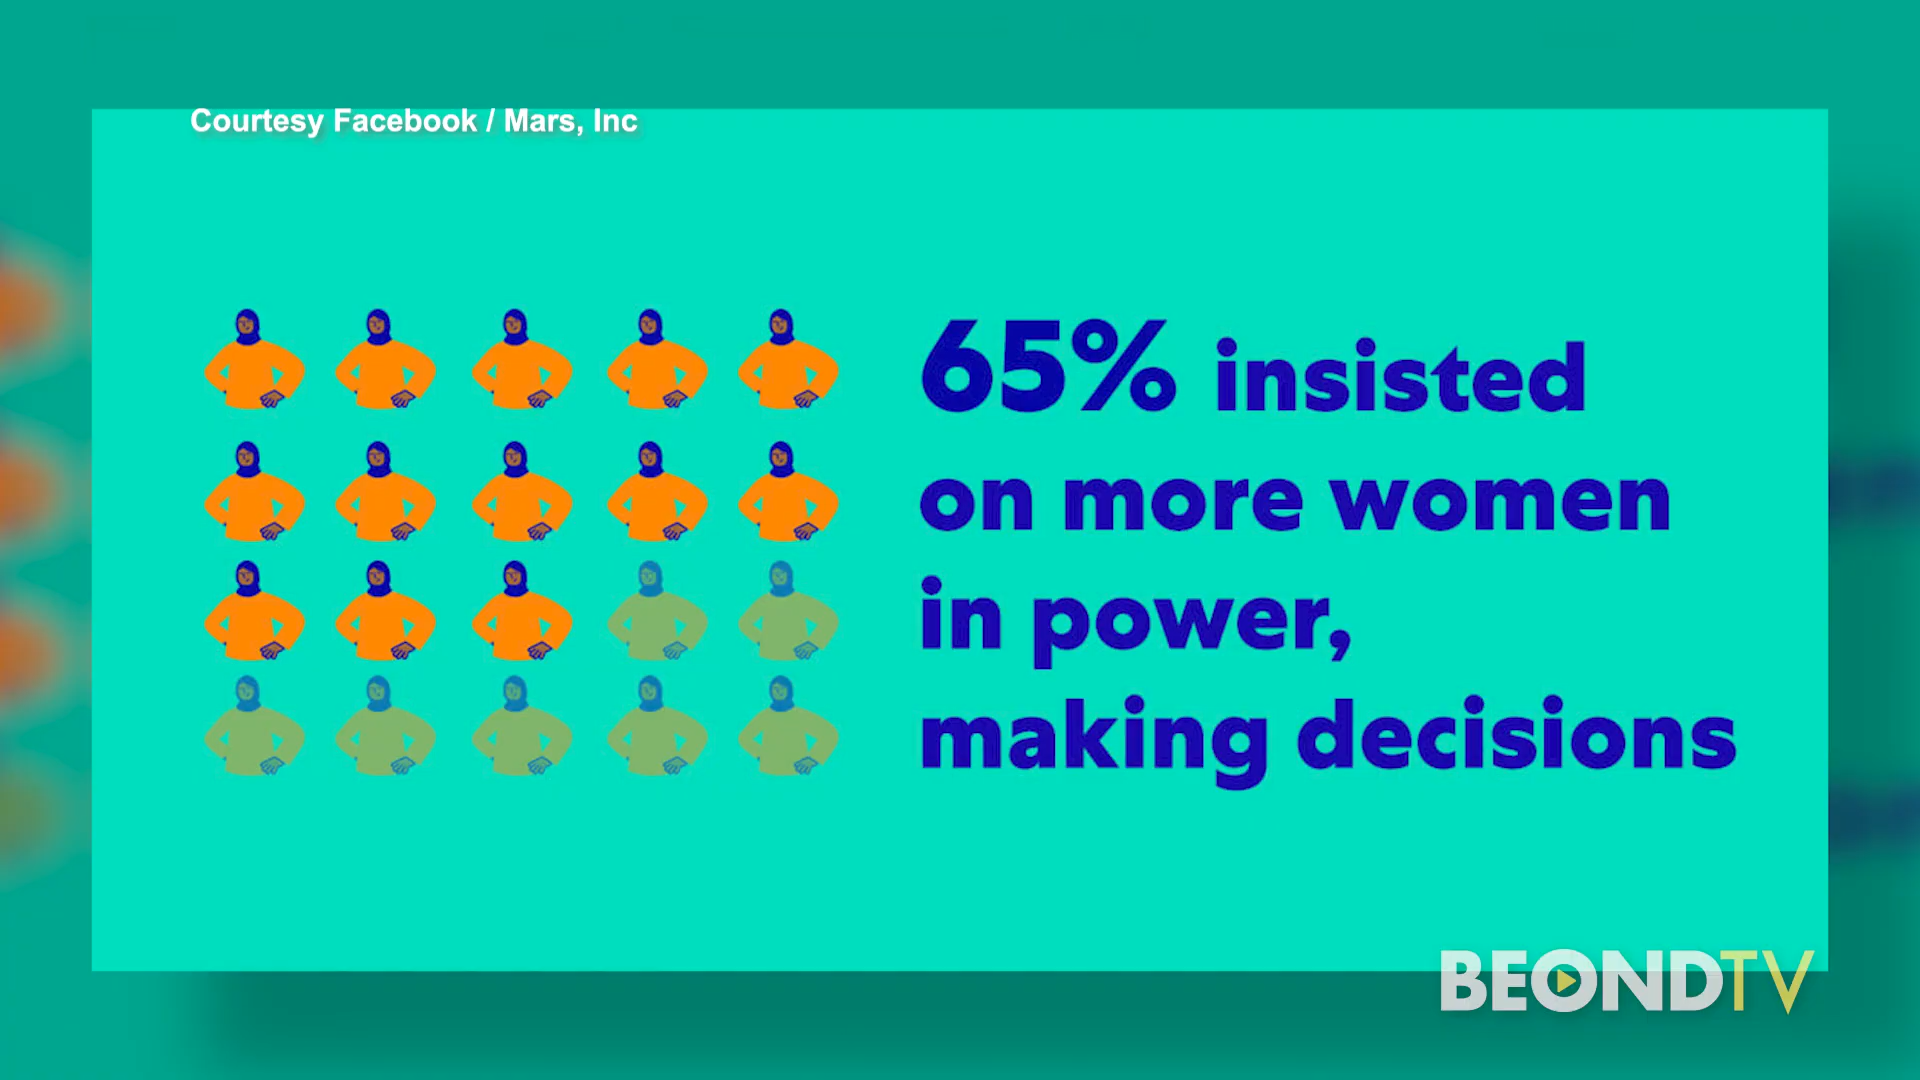 Courtesy Facebook / Mars, Inc
65% insisted
on more women
in power,
making decisions
BEONDTV